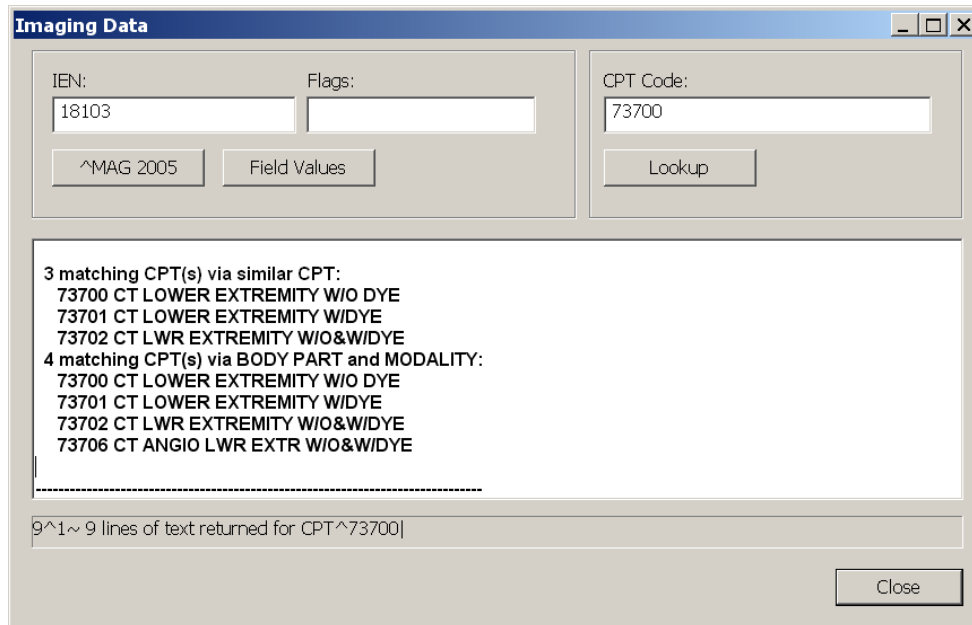 Imaging Data
IEN:
Flags:
CPT Code:
18103
73700
^MAG 2005
Field Values
Lookup
3 matching CPT(s) via similar CPT:
73700 CT LOWER EXTREMITY W/O DYE
73701 CT LOWER EXTREMITY W/DYE
73702 CT LWR EXTREMITY W/O&W/DYE
4 matching CPT(s) via BODY PART and MODALITY:
73700 CT LOWER EXTREMITY W/O DYE
73701 CT LOWER EXTREMITY W/DYE
73702 CT LWR EXTREMITY W/O&W/DYE
73706 CT ANGIO LWR EXTR W/O&W/DYE
--------------------------------------------------------------------------------
9^1~ 9 lines of text returned for CPT^73700|
Close